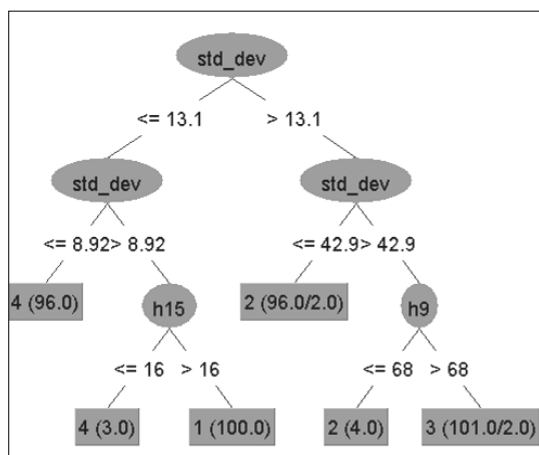 std_dev
<= 13.1 > 13.1
std_dev std_dev
<= 8.92> 8.92 <= 42.9> 42.9
4 (96.0) h15 2 (96.0/2.0) h9
<= 16 > 16 <= 68 > 68
4 (3.0) 1 (100.0) 2 (4.0) 3 (101.0/2.0)